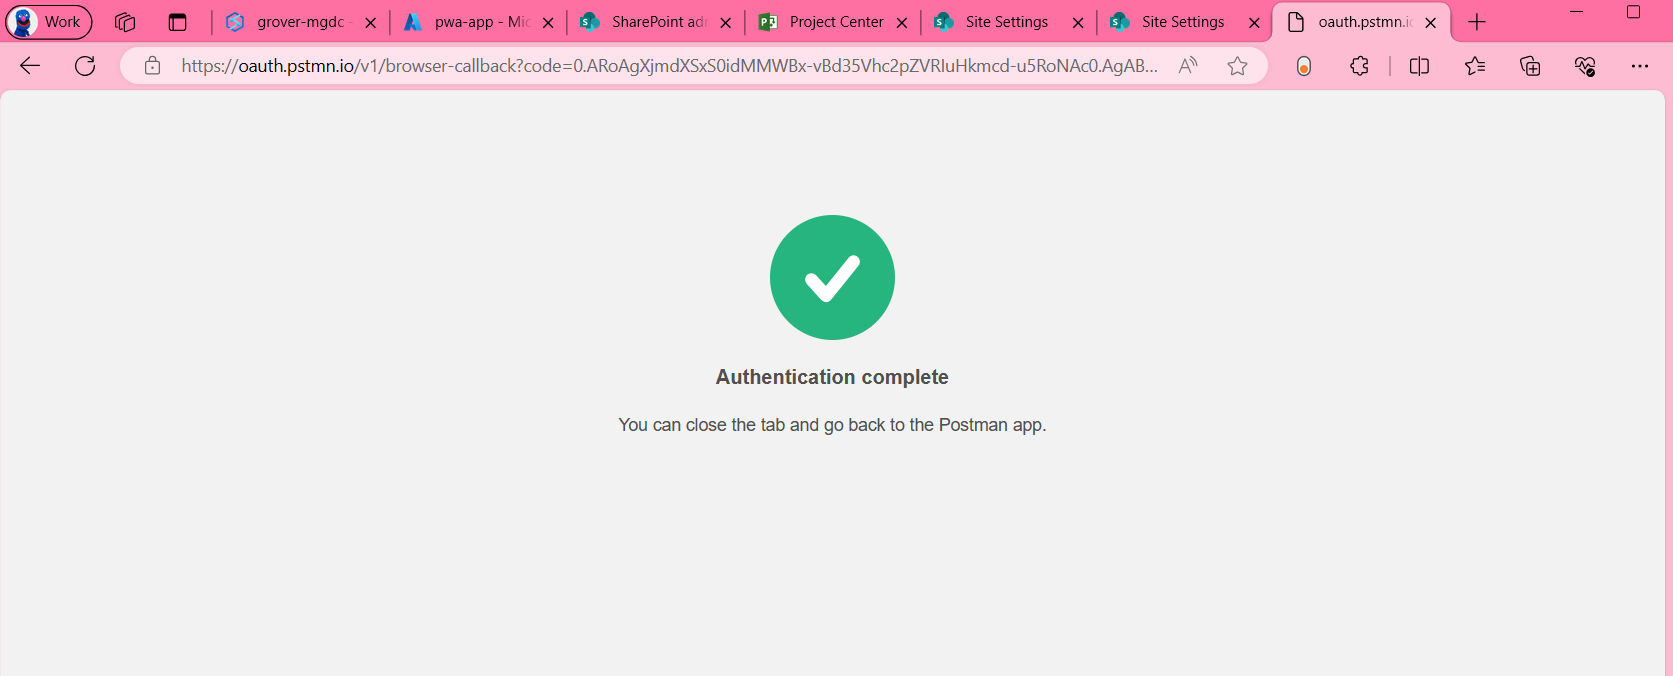 Work
grover-mgdc -
pwa-app - Mic
SharePoint adm
Project Center
Site Settings
Site Settings
oauth.pstmn.io
https://oauth.pstmn.io/v1/browser-callback?code=0.ARoAgXjmdXSxS0idMMWBx-vBd35Vhc2pZVRIuHkmcd-u5RoNAc0.AgAB...
Authentication complete
You can close the tab and go back to the Postman app.